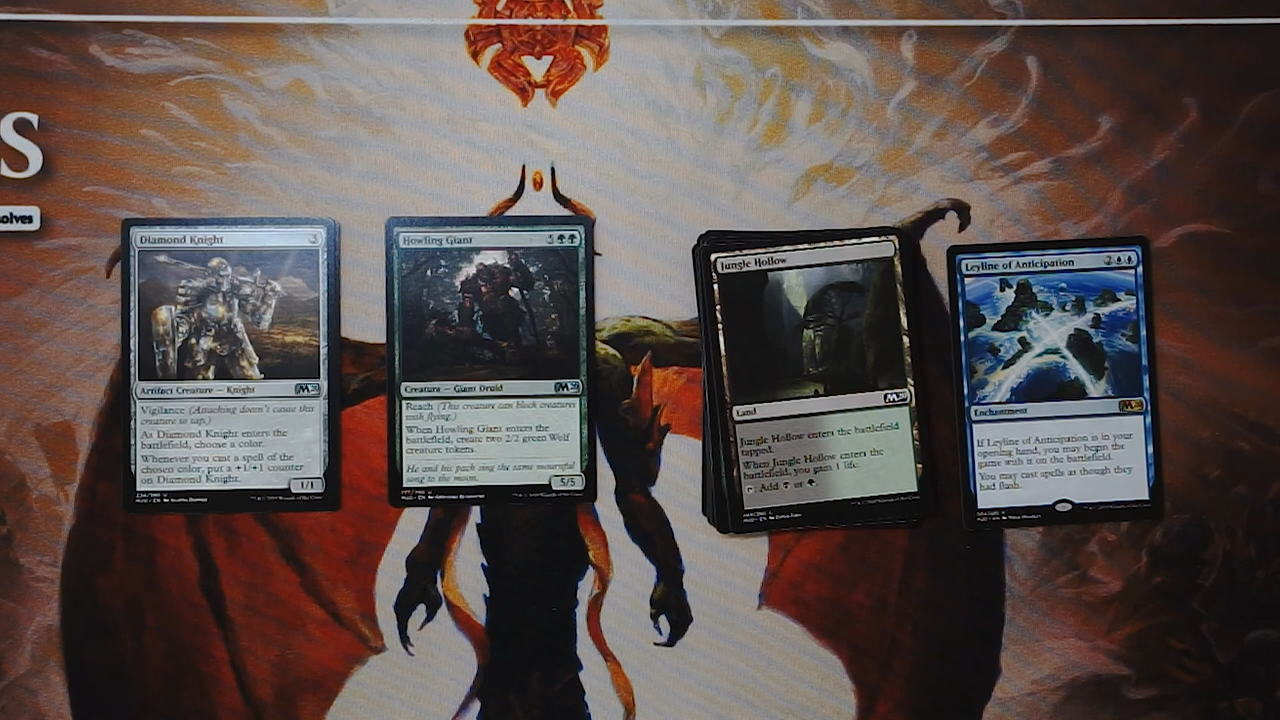 S
olves
Diamond Knight 3
Artifact Creature — Knight M20
Vigilance (Attacking doesn't cause this
creature to tap.)
As Diamond Knight enters the
battlefield, choose a color.
Whenever you cast a spell of the
chosen color, put a +1/+1 counter
on Diamond Knight.
1/1
Howling Giant 5
Creature — Giant Druid M20
Reach (This creature can block creatures
with flying.)
When Howling Giant enters the
battlefield, create two 2/2 green Wolf
creature tokens.
He and his pack sing the same mournful
song to the moon.
5/5
Jungle Hollow
Land M20
Jungle Hollow enters the battlefield
tapped.
When Jungle Hollow enters the
battlefield, you gain 1 life.
: Add or .
Leyline of Anticipation 2
Enchantment M20
If Leyline of Anticipation is in your
opening hand, you may begin the
game with it on the battlefield.
You may cast spells as though they
had flash.